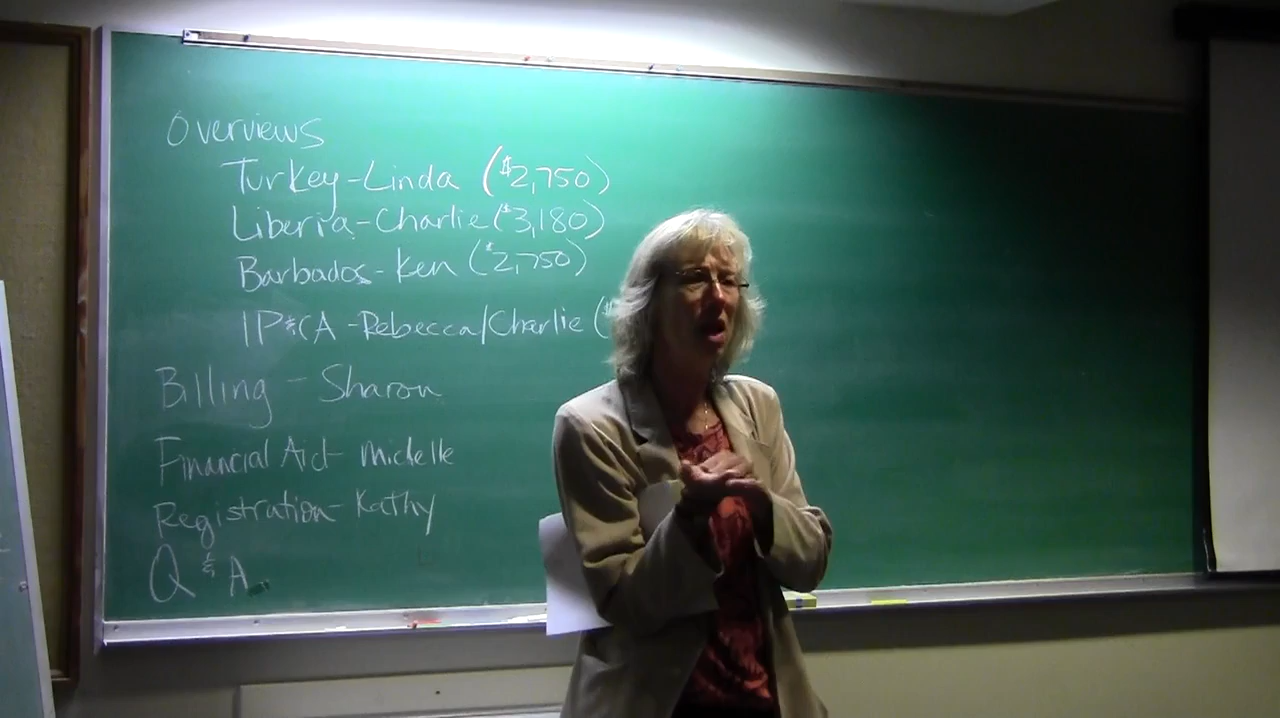 Overviews
Turkey-Linda ($2,750)
Liberia-Charlie ($3,180)
Barbados-Ken ($2,750)
IP&CA-Rebecca/Charlie ($
Billing - Sharon
Financial Aid- Michelle
Registration-Kathy
Q & A